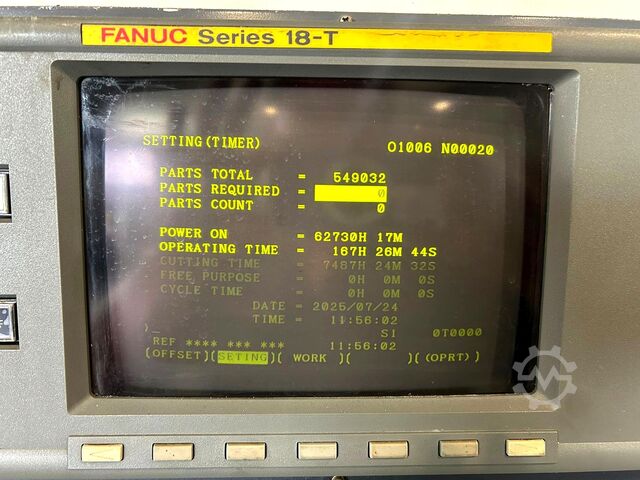 FANUC Series 18-T
SETTING(TIMER) O1006 N00020
PARTS TOTAL = 549032
PARTS REQUIRED = 0
PARTS COUNT = 0
POWER ON = 62730H 17M
OPERATING TIME = 167H 26M 44S
CUTTING TIME = 7487H 24M 32S
FREE PURPOSE = 0H 0M 0S
CYCLE TIME = 0H 0M 0S
DATE = 2025/07/24
TIME = 11:56:02
)_ S1 0T0000
REF **** *** *** 11:56:02
(OFFSET)(SETING)( WORK )( )( (OPRT) )